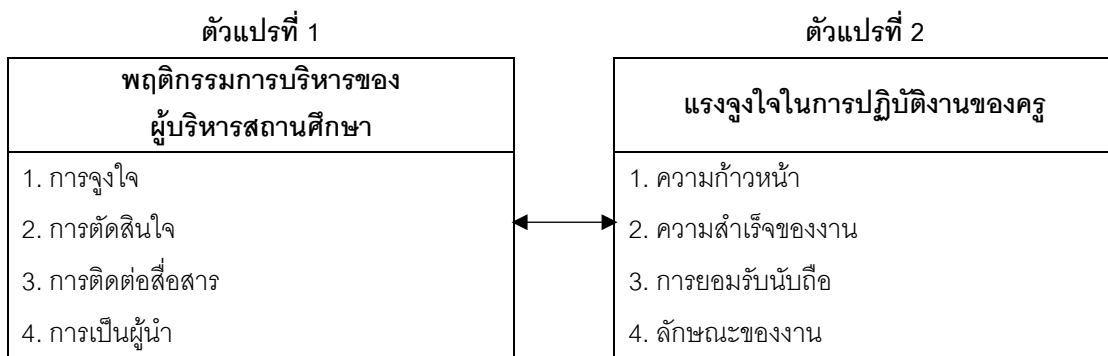 ตัวแปรที่ 1
พฤติกรรมการบริหารของ
ผู้บริหารสถานศึกษา
1. การจูงใจ
2. การตัดสินใจ
3. การติดต่อสื่อสาร
4. การเป็นผู้นำ
ตัวแปรที่ 2
แรงจูงใจในการปฏิบัติงานของครู
1. ความก้าวหน้า
2. ความสำเร็จของงาน
3. การยอมรับนับถือ
4. ลักษณะของงาน